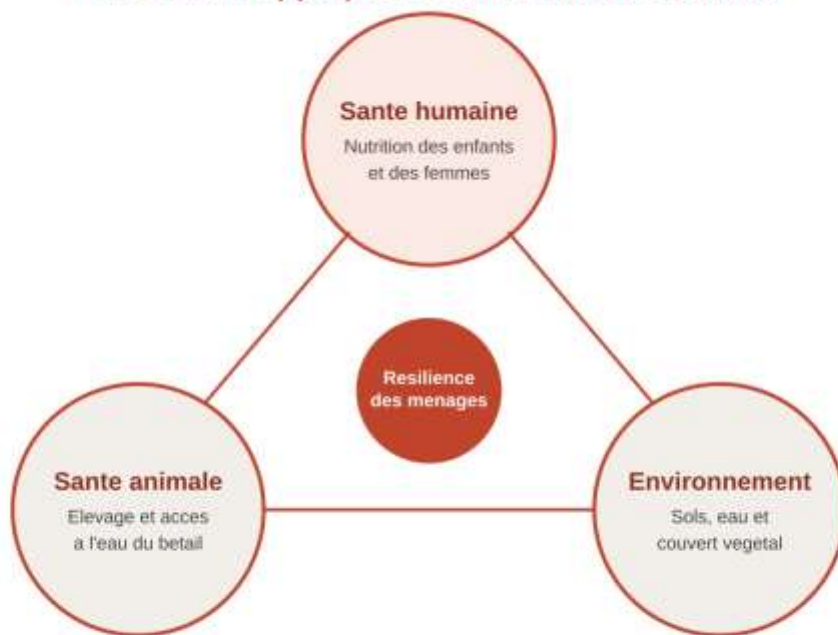 Sante humaine
Nutrition des enfants
et des femmes
Resilience
des menages
Sante animale
Elevage et acces
a l'eau du betail
Environnement
Sols, eau et
couvert vegetal